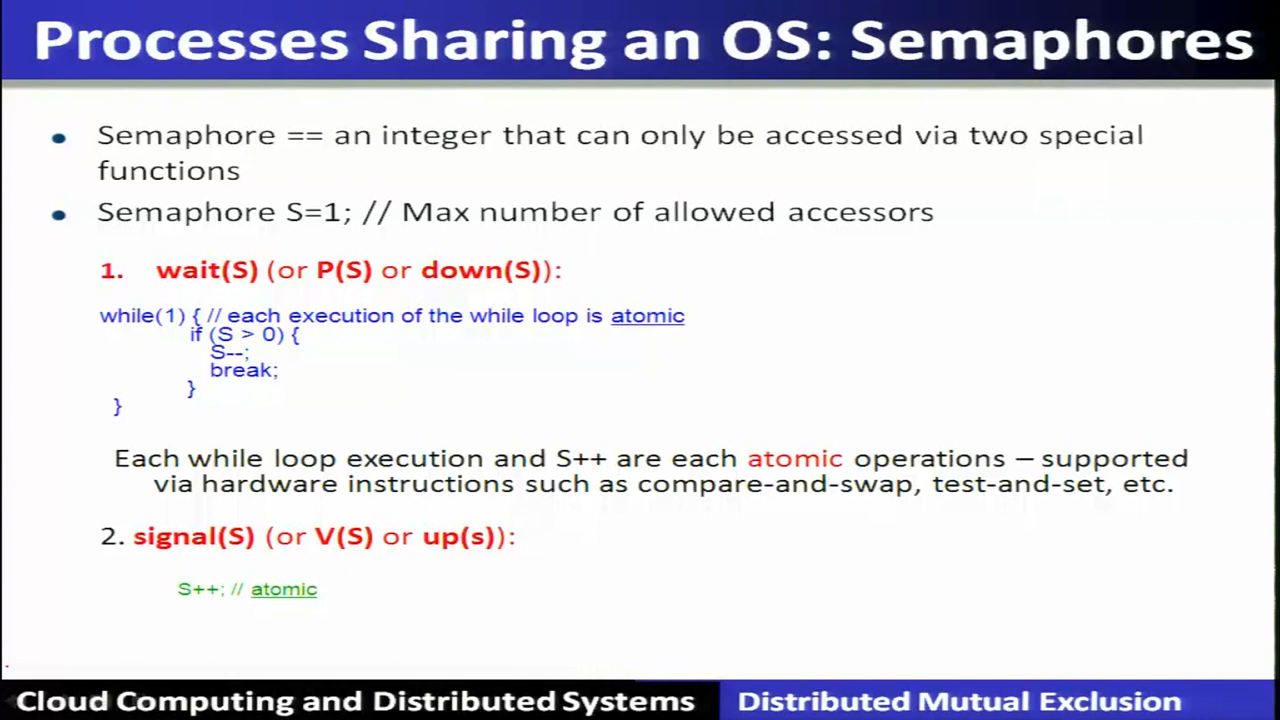 Processes Sharing an OS: Semaphores
Semaphore == an integer that can only be accessed via two special
functions
Semaphore S=1; // Max number of allowed accessors
1. wait(S) (or P(S) or down(S)):
while(1) { // each execution of the while loop is atomic
if (S > 0) {
S--;
break;
}
}
Each while loop execution and S++ are each atomic operations – supported
via hardware instructions such as compare-and-swap, test-and-set, etc.
2. signal(S) (or V(S) or up(s)):
S++; // atomic
Cloud Computing and Distributed Systems
Distributed Mutual Exclusion